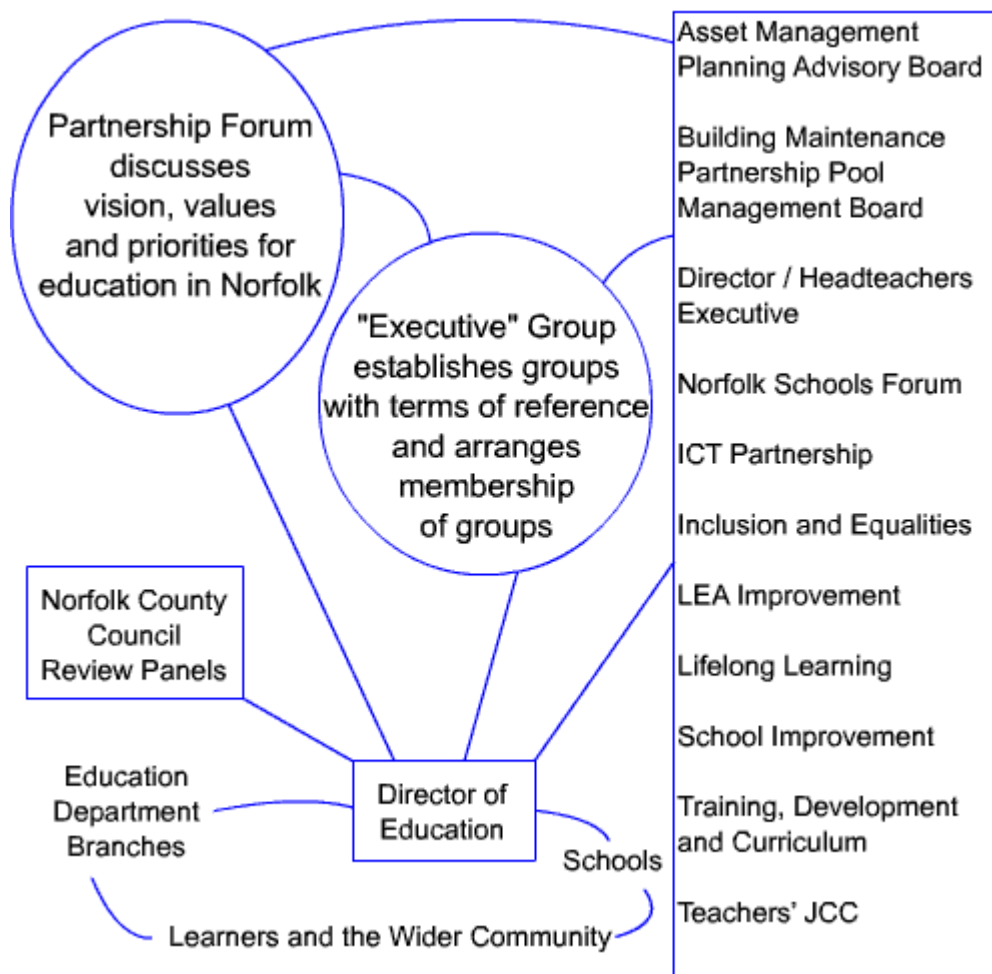 Partnership Forum
discusses
vision, values
and priorities for
education in Norfolk
"Executive" Group
establishes groups
with terms of reference
and arranges
membership
of groups
Norfolk County
Council
Review Panels
Education
Department
Branches
Director of
Education
Schools
Learners and the Wider Community
Asset Management
Planning Advisory Board
Building Maintenance
Partnership Pool
Management Board
Director / Headteachers
Executive
Norfolk Schools Forum
ICT Partnership
Inclusion and Equalities
LEA Improvement
Lifelong Learning
School Improvement
Training, Development
and Curriculum
Teachers’ JCC